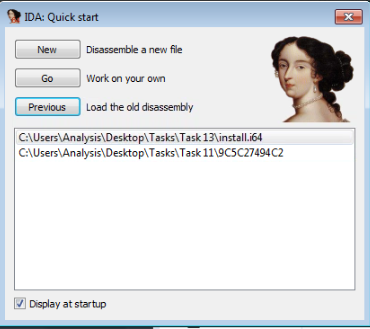 IDA: Quick start
New Disassemble a new file
Go Work on your own
Previous Load the old disassembly
C:\Users\Analysis\Desktop\Tasks\Task 13\install.i64
C:\Users\Analysis\Desktop\Tasks\Task 11\9C5C27494C2
Display at startup